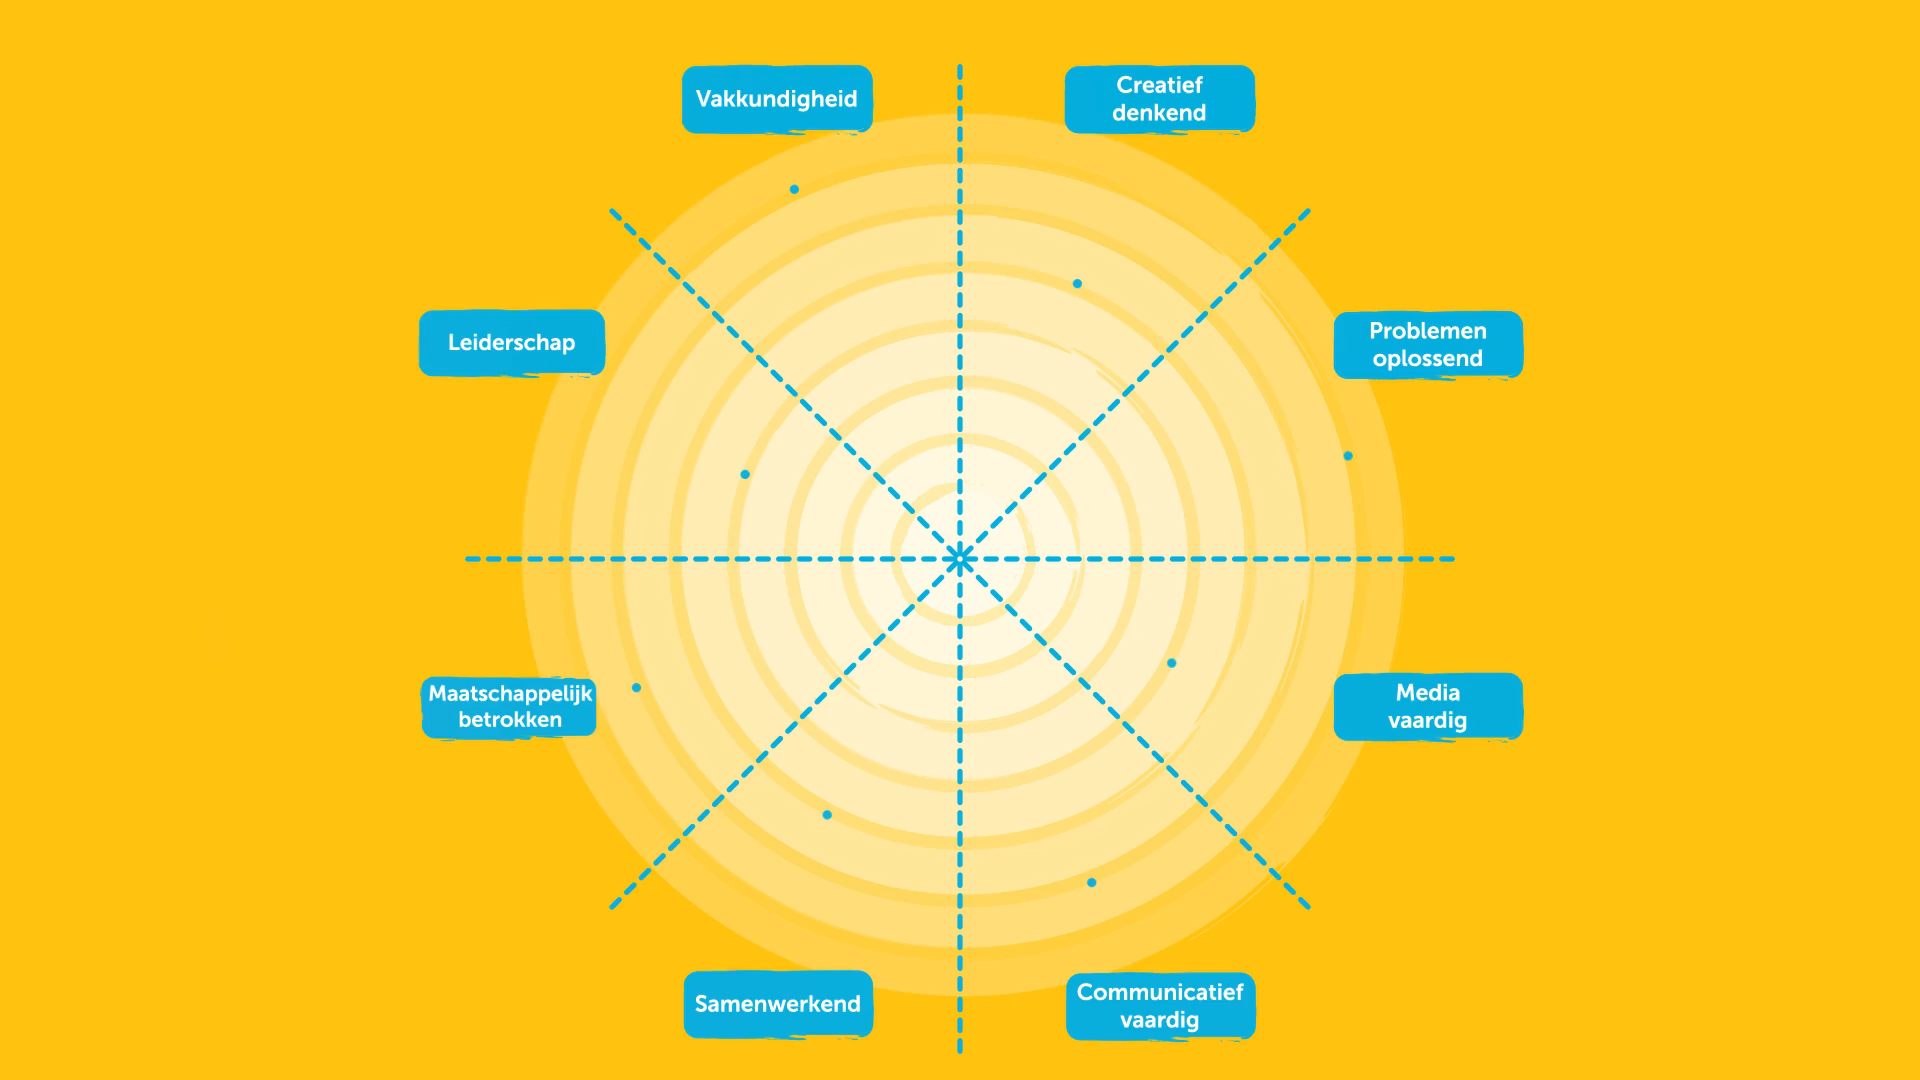 Vakkundigheid
Creatief
denkend
Leiderschap
Problemen
oplossend
Maatschappelijk
betrokken
Media
vaardig
Samenwerkend
Communicatief
vaardig